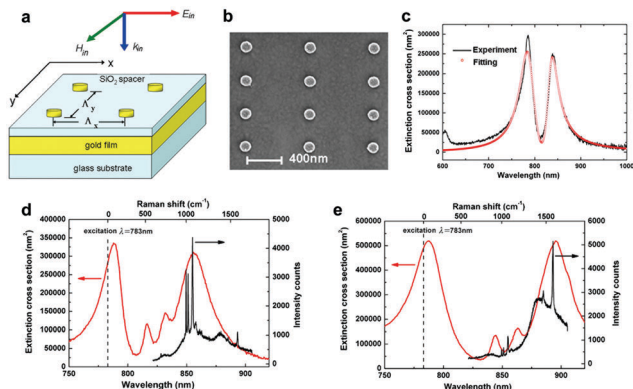 a
E_in
H_in
k_in
x
y
SiO₂ spacer
Λ_y
Λ_x
gold film
glass substrate
b
400nm
c
Extinction cross section (nm²)
300000
250000
200000
150000
100000
50000
0
Experiment
Fitting
600 700 800 900 1000
Wavelength (nm)
d
Raman shift (cm⁻¹)
0 500 1000 1500
excitation λ=783nm
Extinction cross section (nm²)
400000
350000
300000
250000
200000
150000
100000
50000
0
5000
4000
3000
2000
1000
0
Intensity counts
750 800 850 900
Wavelength (nm)
e
Raman shift (cm⁻¹)
0 500 1000 1500
excitation λ=783nm
Extinction cross section (nm²)
600000
500000
400000
300000
200000
100000
0
6000
5000
4000
3000
2000
1000
0
Intensity counts
750 800 850 900
Wavelength (nm)